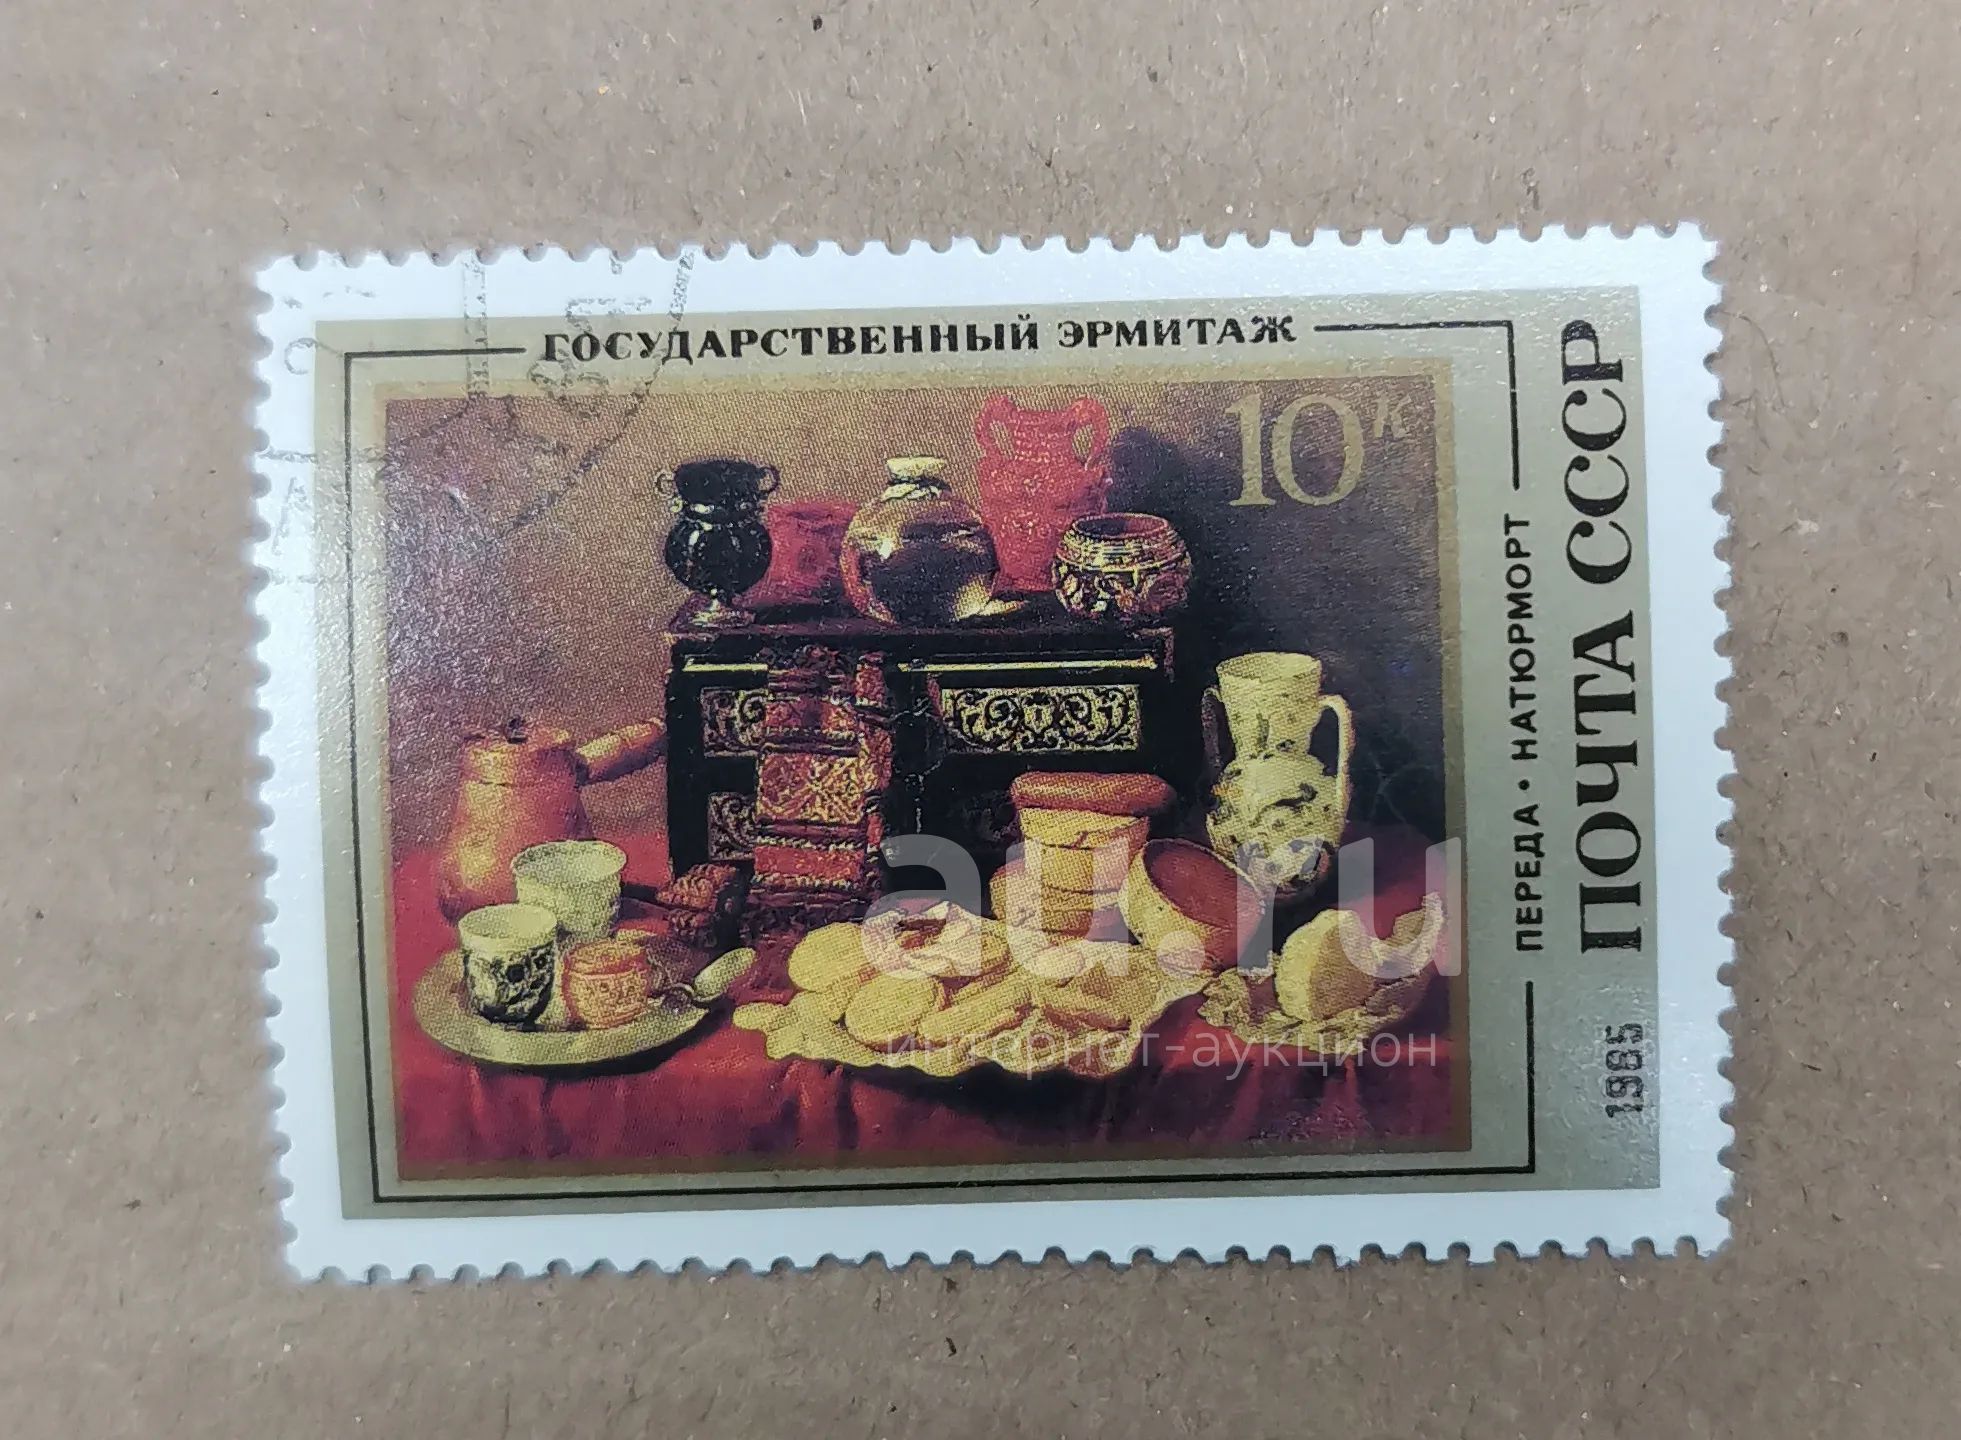 ГОСУДАРСТВЕННЫЙ ЭРМИТАЖ
10К
ПЕРЕДА • НАТЮРМОРТ
ПОЧТА СССР
1985
au.ru
интернет-аукцион